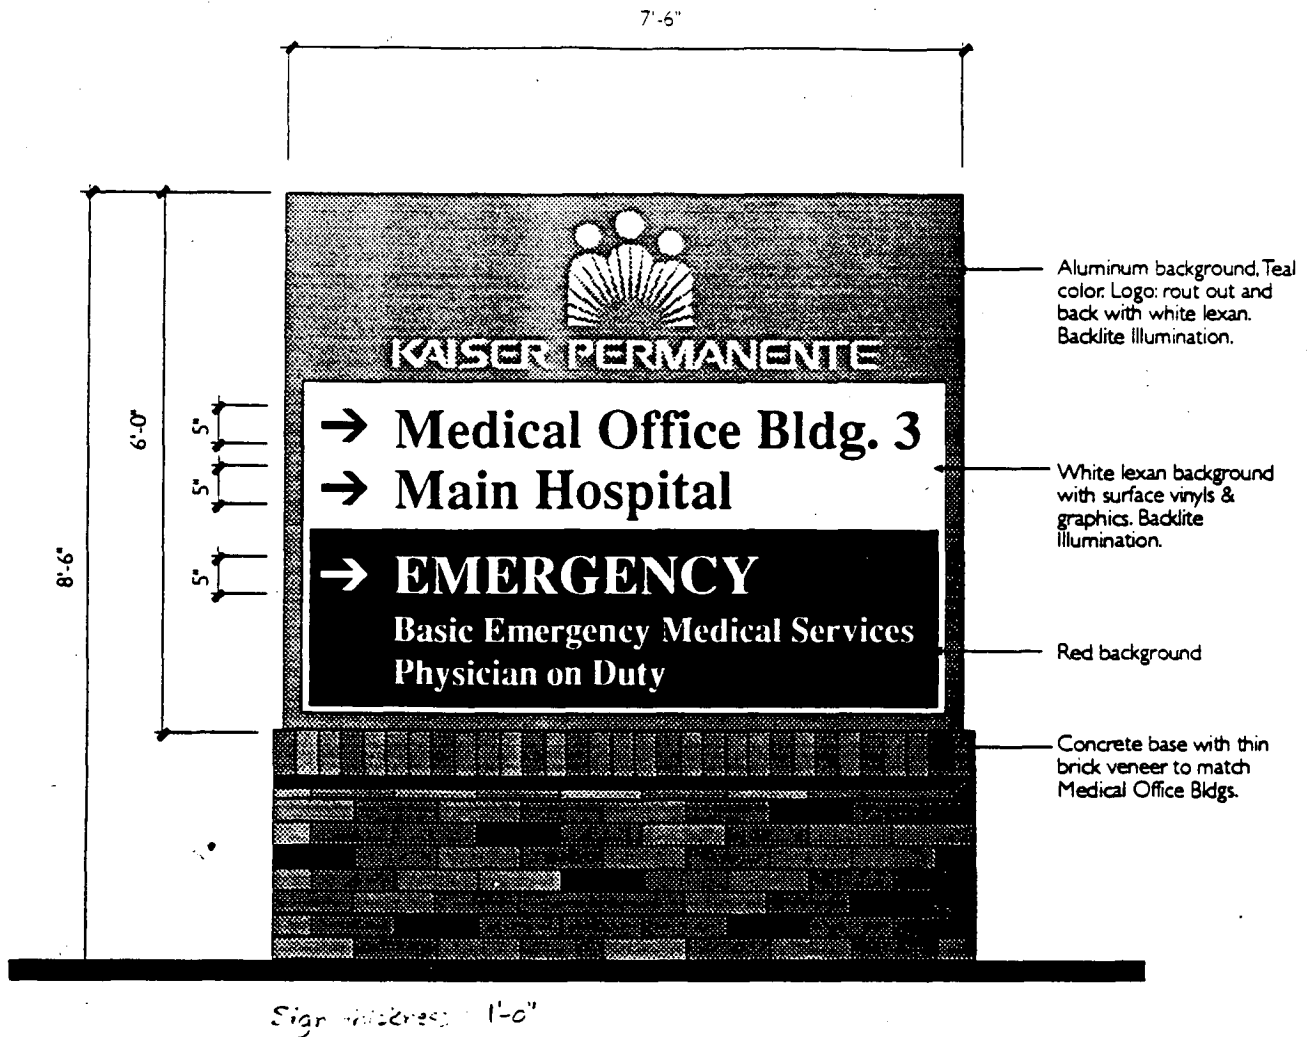 7'-6"
KAISER PERMANENTE
→ Medical Office Bldg. 3
→ Main Hospital
→ EMERGENCY
Basic Emergency Medical Services
Physician on Duty
8'-6"
6'-0"
5"
5"
5"
Aluminum background, Teal
color. Logo: rout out and
back with white lexan.
Backlite Illumination.
White lexan background
with surface vinyls &
graphics. Backlite
Illumination.
Red background
Concrete base with thin
brick veneer to match
Medical Office Bldgs.
Sign thickness 1'-0"